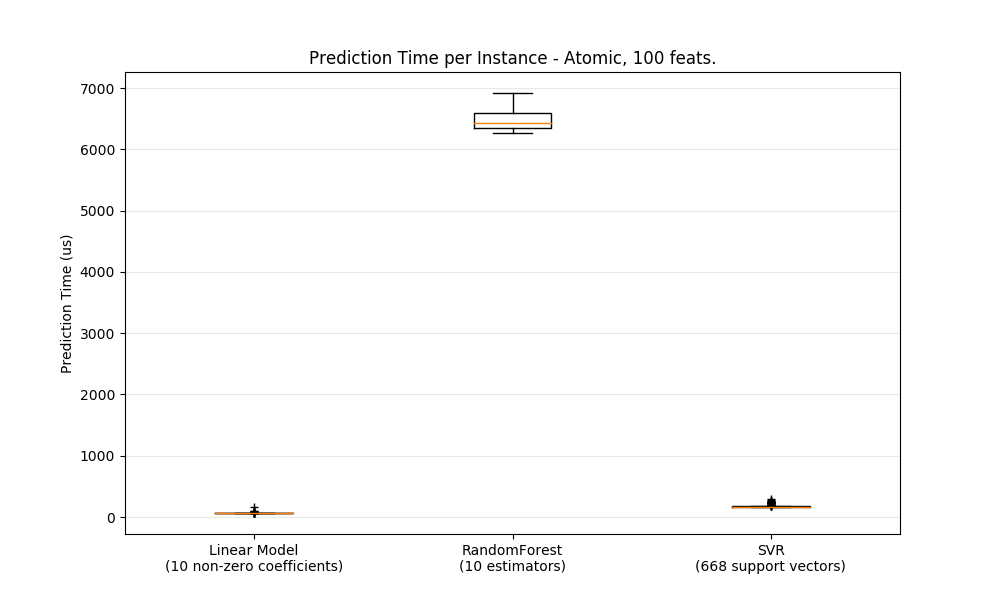 Prediction Time per Instance - Atomic, 100 feats.
7000
6000
5000
4000
3000
2000
1000
0
Prediction Time (us)
Linear Model
(10 non-zero coefficients)
RandomForest
(10 estimators)
SVR
(668 support vectors)